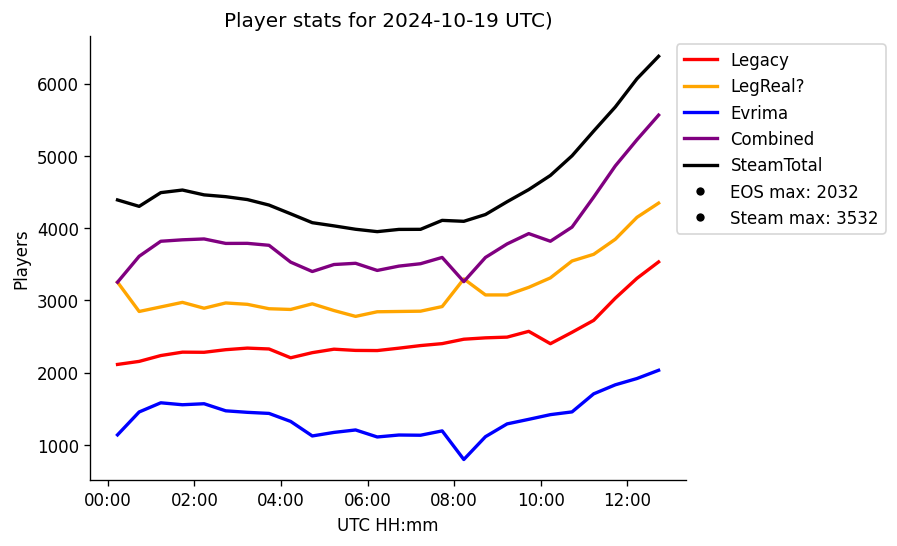 Player stats for 2024-10-19 UTC)
Legacy
LegReal?
Evrima
Combined
SteamTotal
EOS max: 2032
Steam max: 3532
Players
6000
5000
4000
3000
2000
1000
00:00 02:00 04:00 06:00 08:00 10:00 12:00
UTC HH:mm